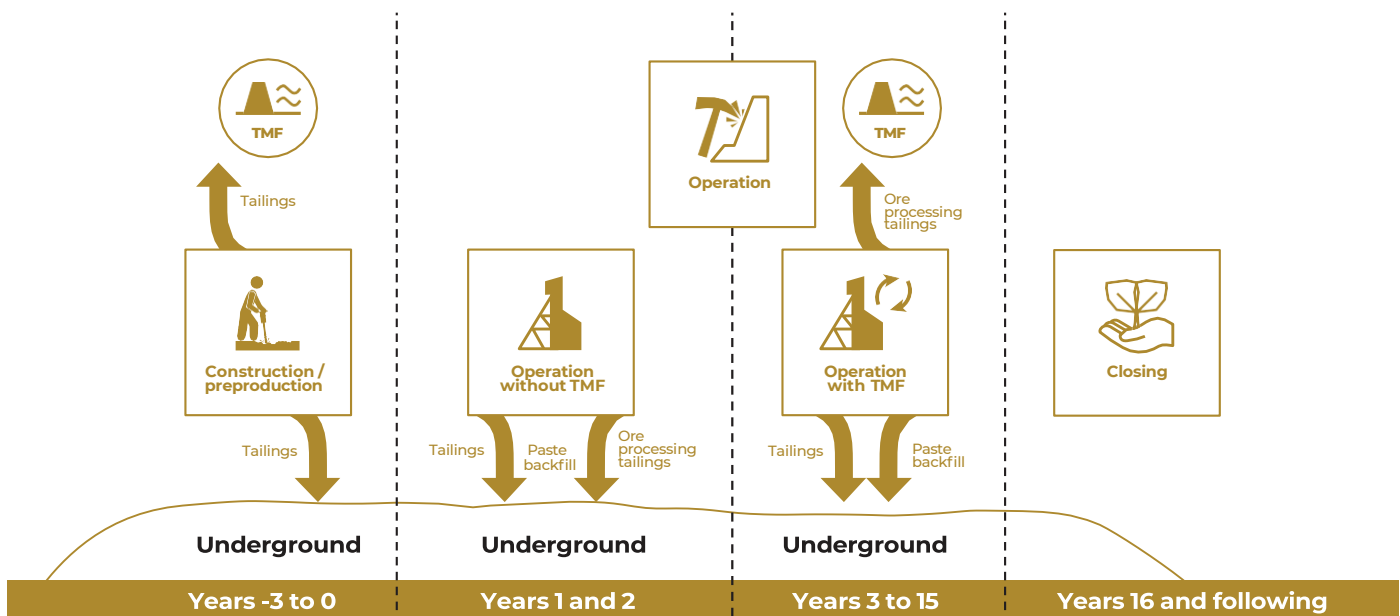 TMF
Tailings
Construction /
preproduction
Tailings
Underground
Years -3 to 0
Operation
without TMF
Tailings
Paste
backfill
Ore
processing
tailings
Underground
Years 1 and 2
Operation
TMF
Ore
processing
tailings
Operation
with TMF
Tailings
Paste
backfill
Underground
Years 3 to 15
Closing
Years 16 and following